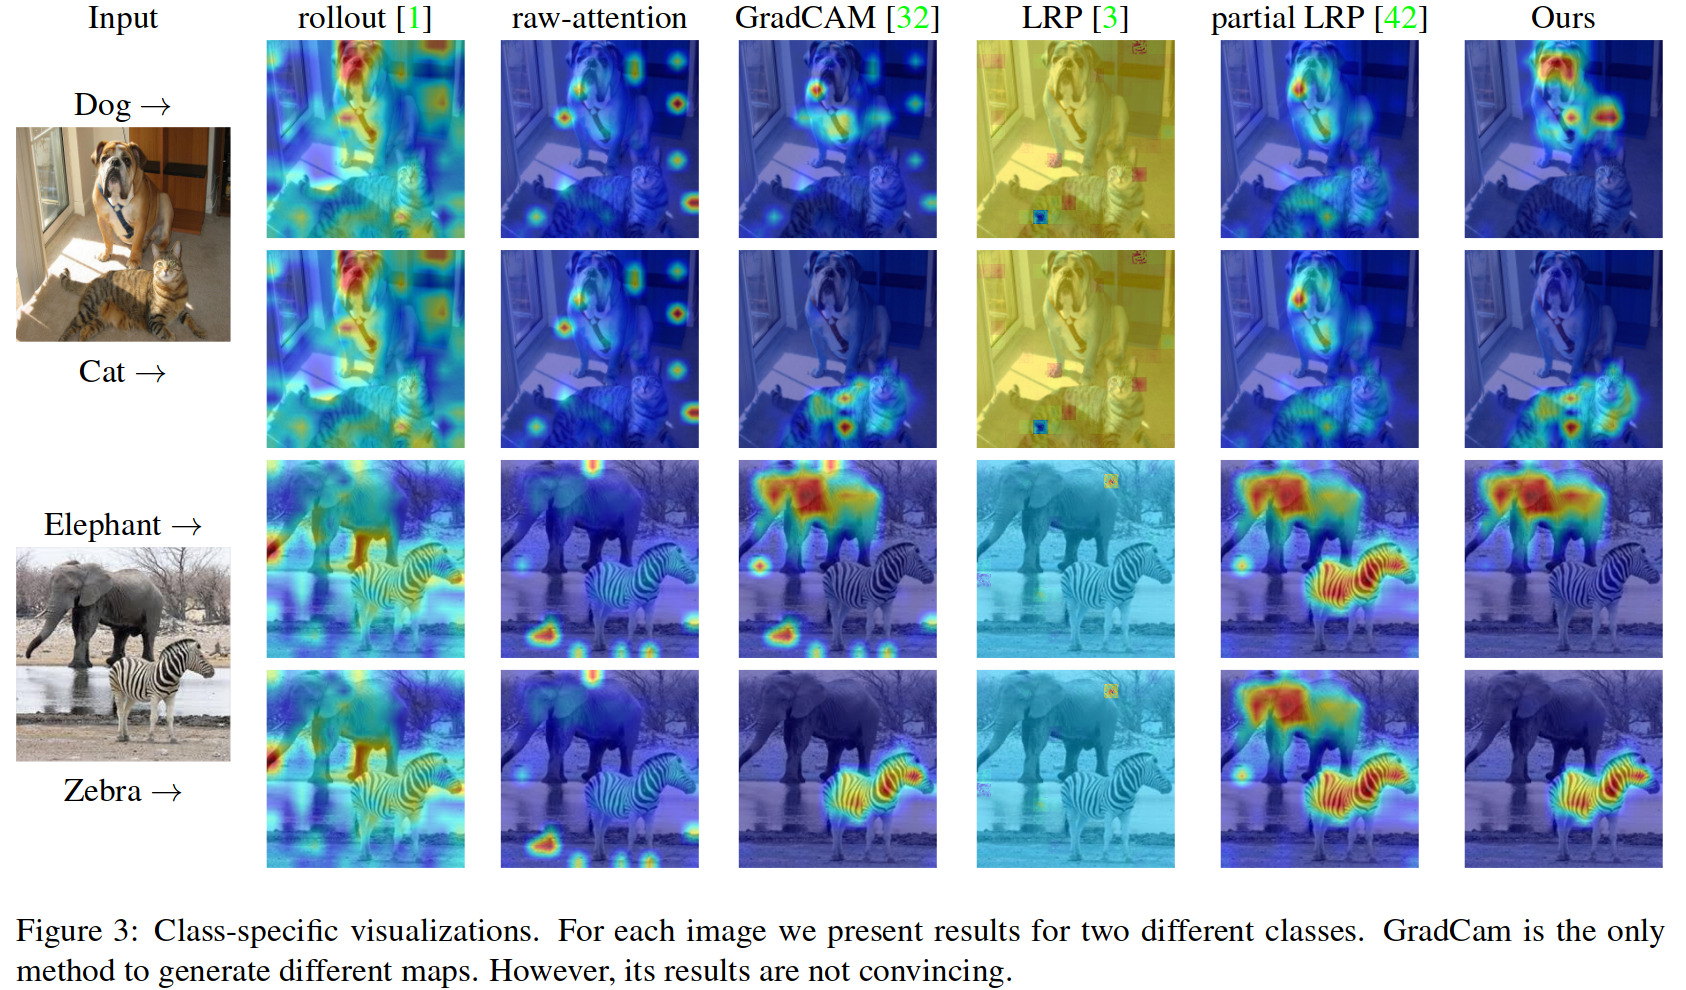 Input rollout [1] raw-attention GradCAM [32] LRP [3] partial LRP [42] Ours
Dog →
Cat →
Elephant →
Zebra →
Figure 3: Class-specific visualizations. For each image we present results for two different classes. GradCam is the only
method to generate different maps. However, its results are not convincing.